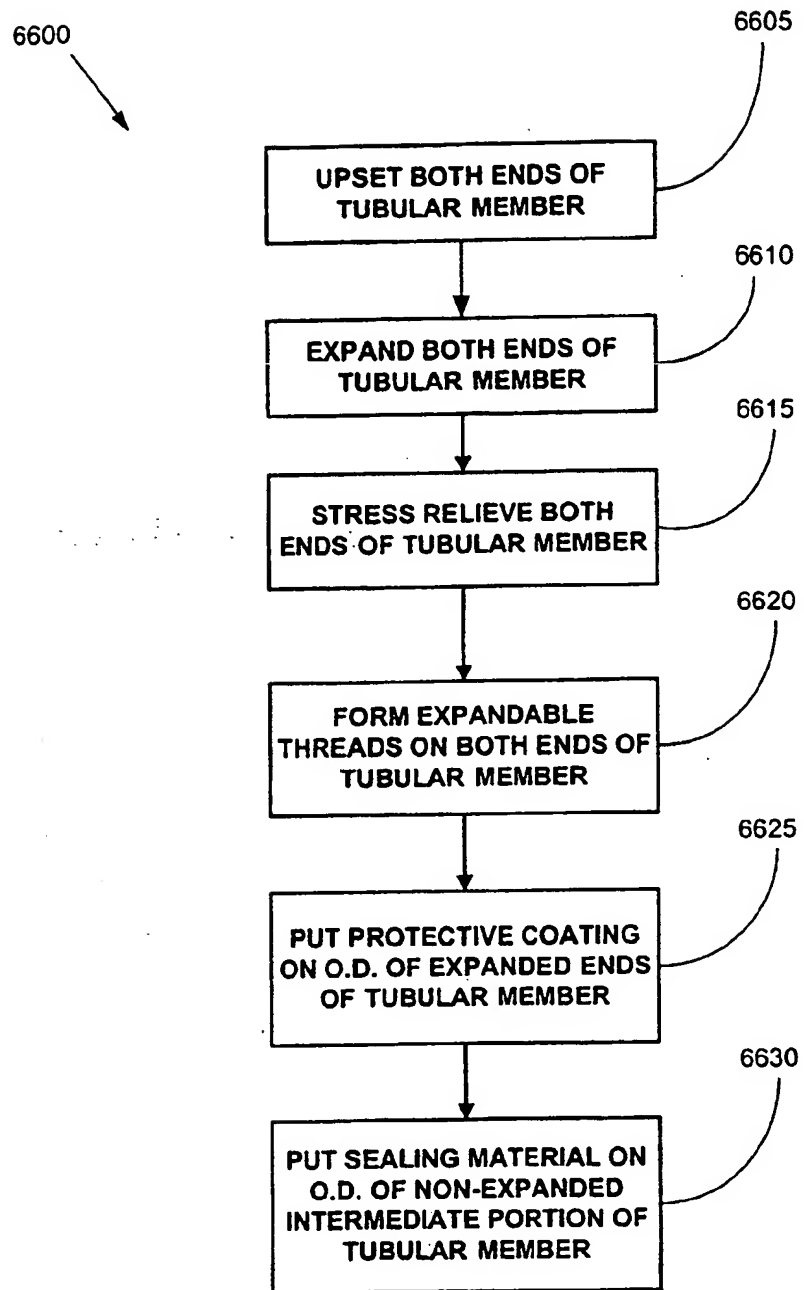 6600
6605
UPSET BOTH ENDS OF
TUBULAR MEMBER
6610
EXPAND BOTH ENDS OF
TUBULAR MEMBER
6615
STRESS RELIEVE BOTH
ENDS OF TUBULAR MEMBER
6620
FORM EXPANDABLE
THREADS ON BOTH ENDS OF
TUBULAR MEMBER
6625
PUT PROTECTIVE COATING
ON O.D. OF EXPANDED ENDS
OF TUBULAR MEMBER
6630
PUT SEALING MATERIAL ON
O.D. OF NON-EXPANDED
INTERMEDIATE PORTION OF
TUBULAR MEMBER